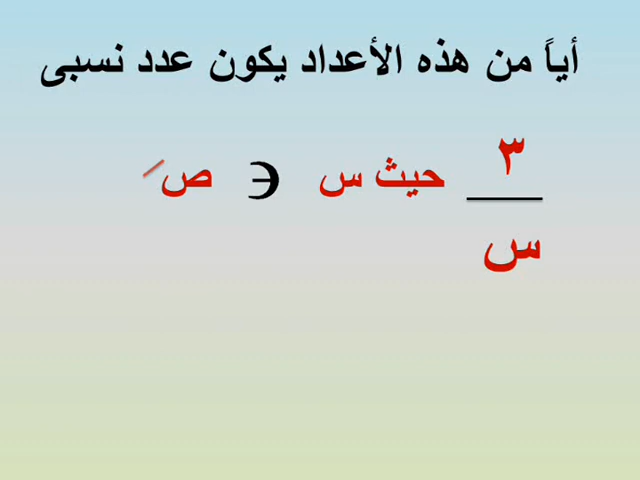 أياً من هذه الأعداد يكون عدد نسبى
٣
حيث س ∋ ص َ
س